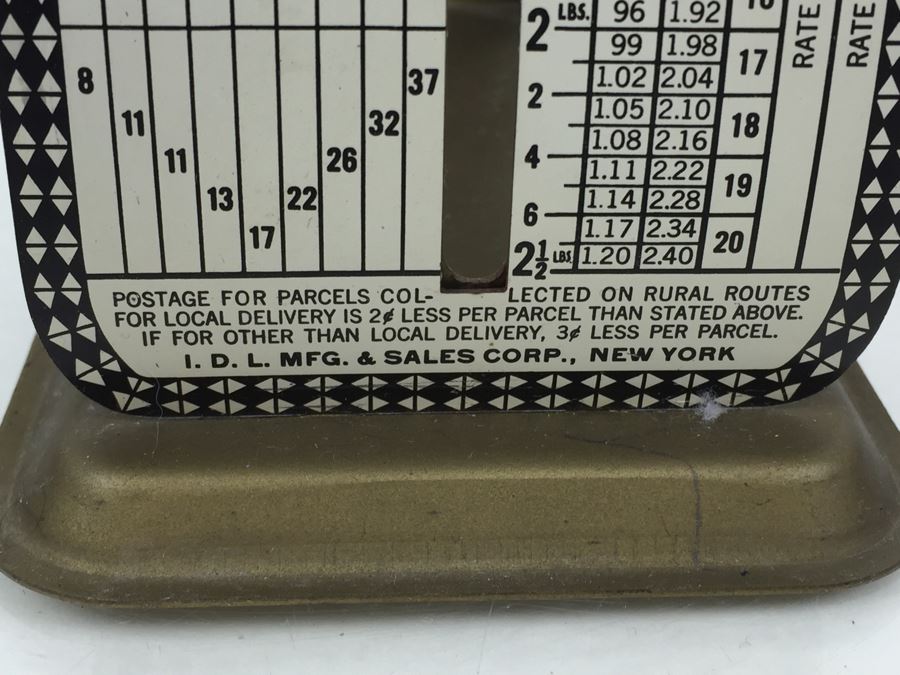 2 LBS. 96 1.92
99 1.98 17 RATE RATE
8 37 1.02 2.04
2 1.05 2.10
11 32 1.08 2.16 18
11 26 4 1.11 2.22
13 22 1.14 2.28 19
6
17 1.17 2.34
2½ LBS. 1.20 2.40 20
POSTAGE FOR PARCELS COL- LECTED ON RURAL ROUTES
FOR LOCAL DELIVERY IS 2¢ LESS PER PARCEL THAN STATED ABOVE.
IF FOR OTHER THAN LOCAL DELIVERY, 3¢ LESS PER PARCEL.
I. D. L. MFG. & SALES CORP., NEW YORK